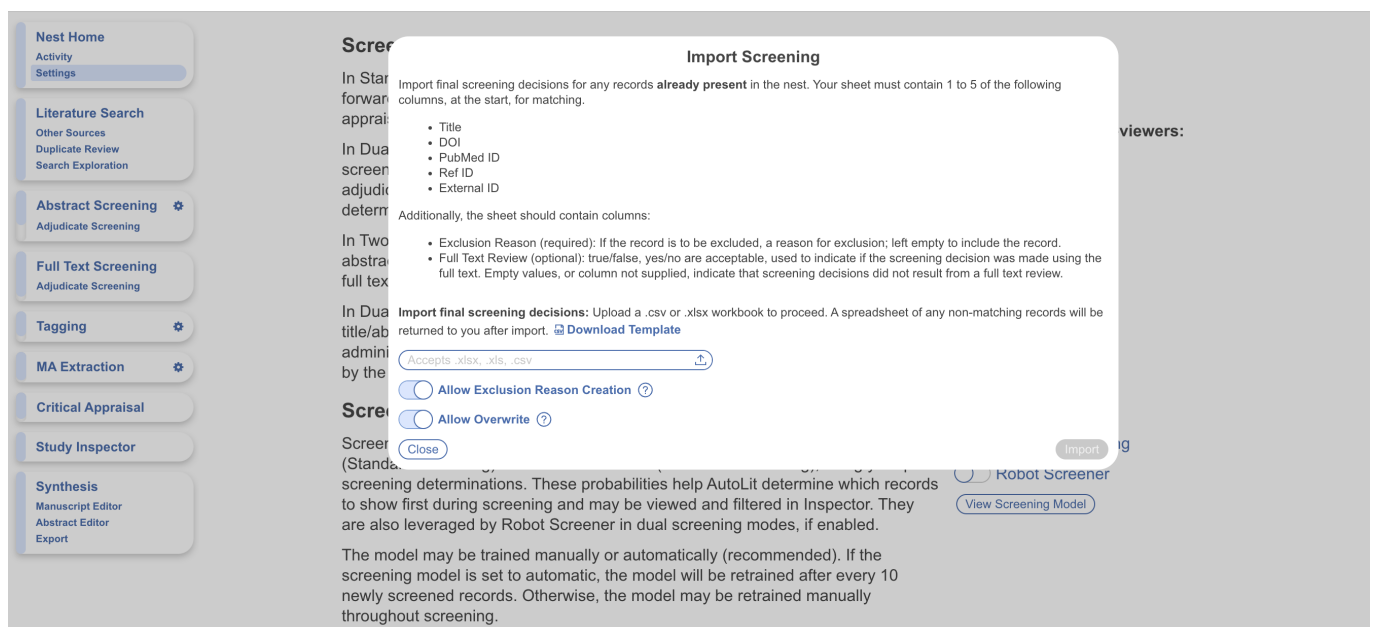 Nest Home
Activity
Settings
Literature Search
Other Sources
Duplicate Review
Search Exploration
Abstract Screening
Adjudicate Screening
Full Text Screening
Adjudicate Screening
Tagging
MA Extraction
Critical Appraisal
Study Inspector
Synthesis
Manuscript Editor
Abstract Editor
Export
Import Screening
Import final screening decisions for any records already present in the nest. Your sheet must contain 1 to 5 of the following
columns, at the start, for matching.
• Title
• DOI
• PubMed ID
• Ref ID
• External ID
Additionally, the sheet should contain columns:
• Exclusion Reason (required): If the record is to be excluded, a reason for exclusion; left empty to include the record.
• Full Text Review (optional): true/false, yes/no are acceptable, used to indicate if the screening decision was made using the
full text. Empty values, or column not supplied, indicate that screening decisions did not result from a full text review.
Import final screening decisions: Upload a .csv or .xlsx workbook to proceed. A spreadsheet of any non-matching records will be
returned to you after import. Download Template
Accepts .xlsx, .xls, .csv
Allow Exclusion Reason Creation ?
Allow Overwrite ?
Close
Import
In
In
In Two
full
In
by the
screening determinations. These probabilities help AutoLit determine which records
to show first during screening and may be viewed and filtered in Inspector. They
are also leveraged by Robot Screener in dual screening modes, if enabled.
The model may be trained manually or automatically (recommended). If the
screening model is set to automatic, the model will be retrained after every 10
newly screened records. Otherwise, the model may be retrained manually
throughout screening.
Robot Screener
View Screening Model